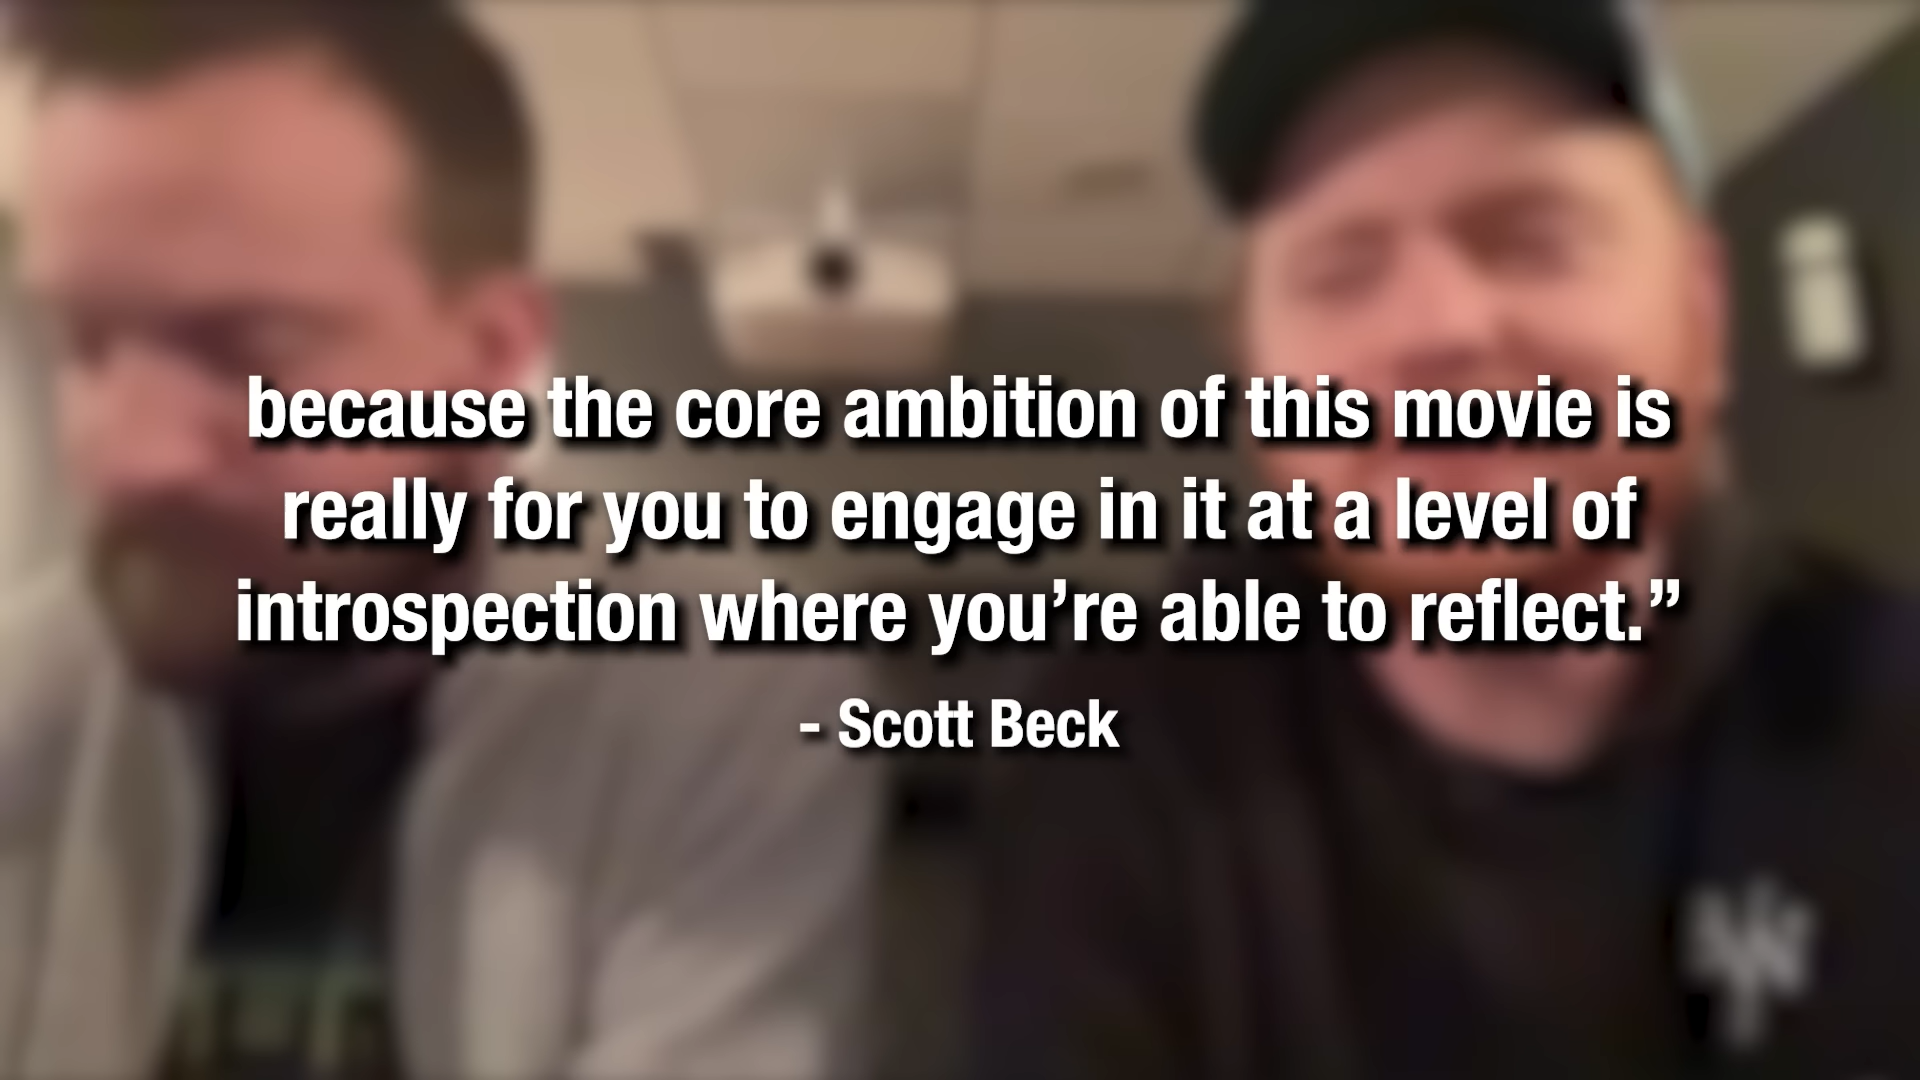 because the core ambition of this movie is
really for you to engage in it at a level of
introspection where you’re able to reflect.”
- Scott Beck